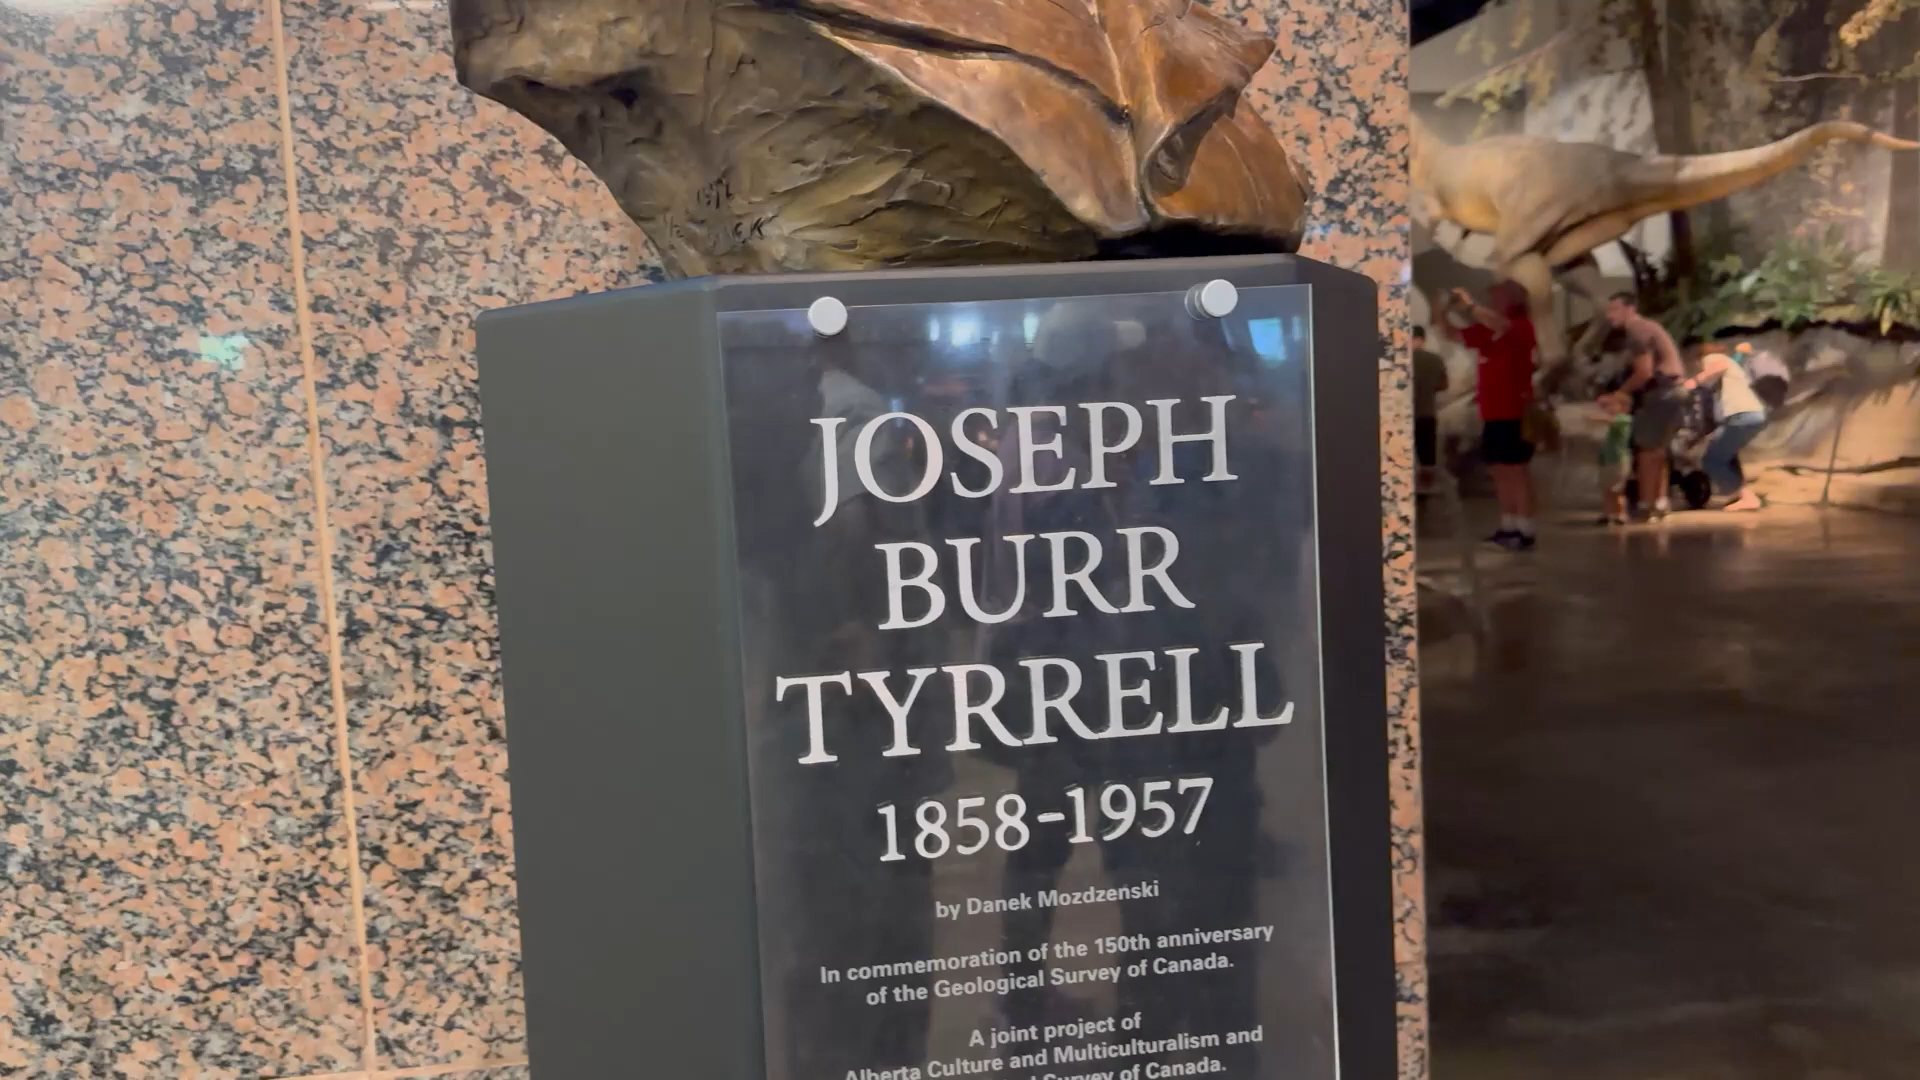 JOSEPH
BURR
TYRRELL
1858-1957
by Danek Mozdzeński
In commemoration of the 150th anniversary
of the Geological Survey of Canada.
A joint project of
Alberta Culture and Multiculturalism and
Survey of Canada.